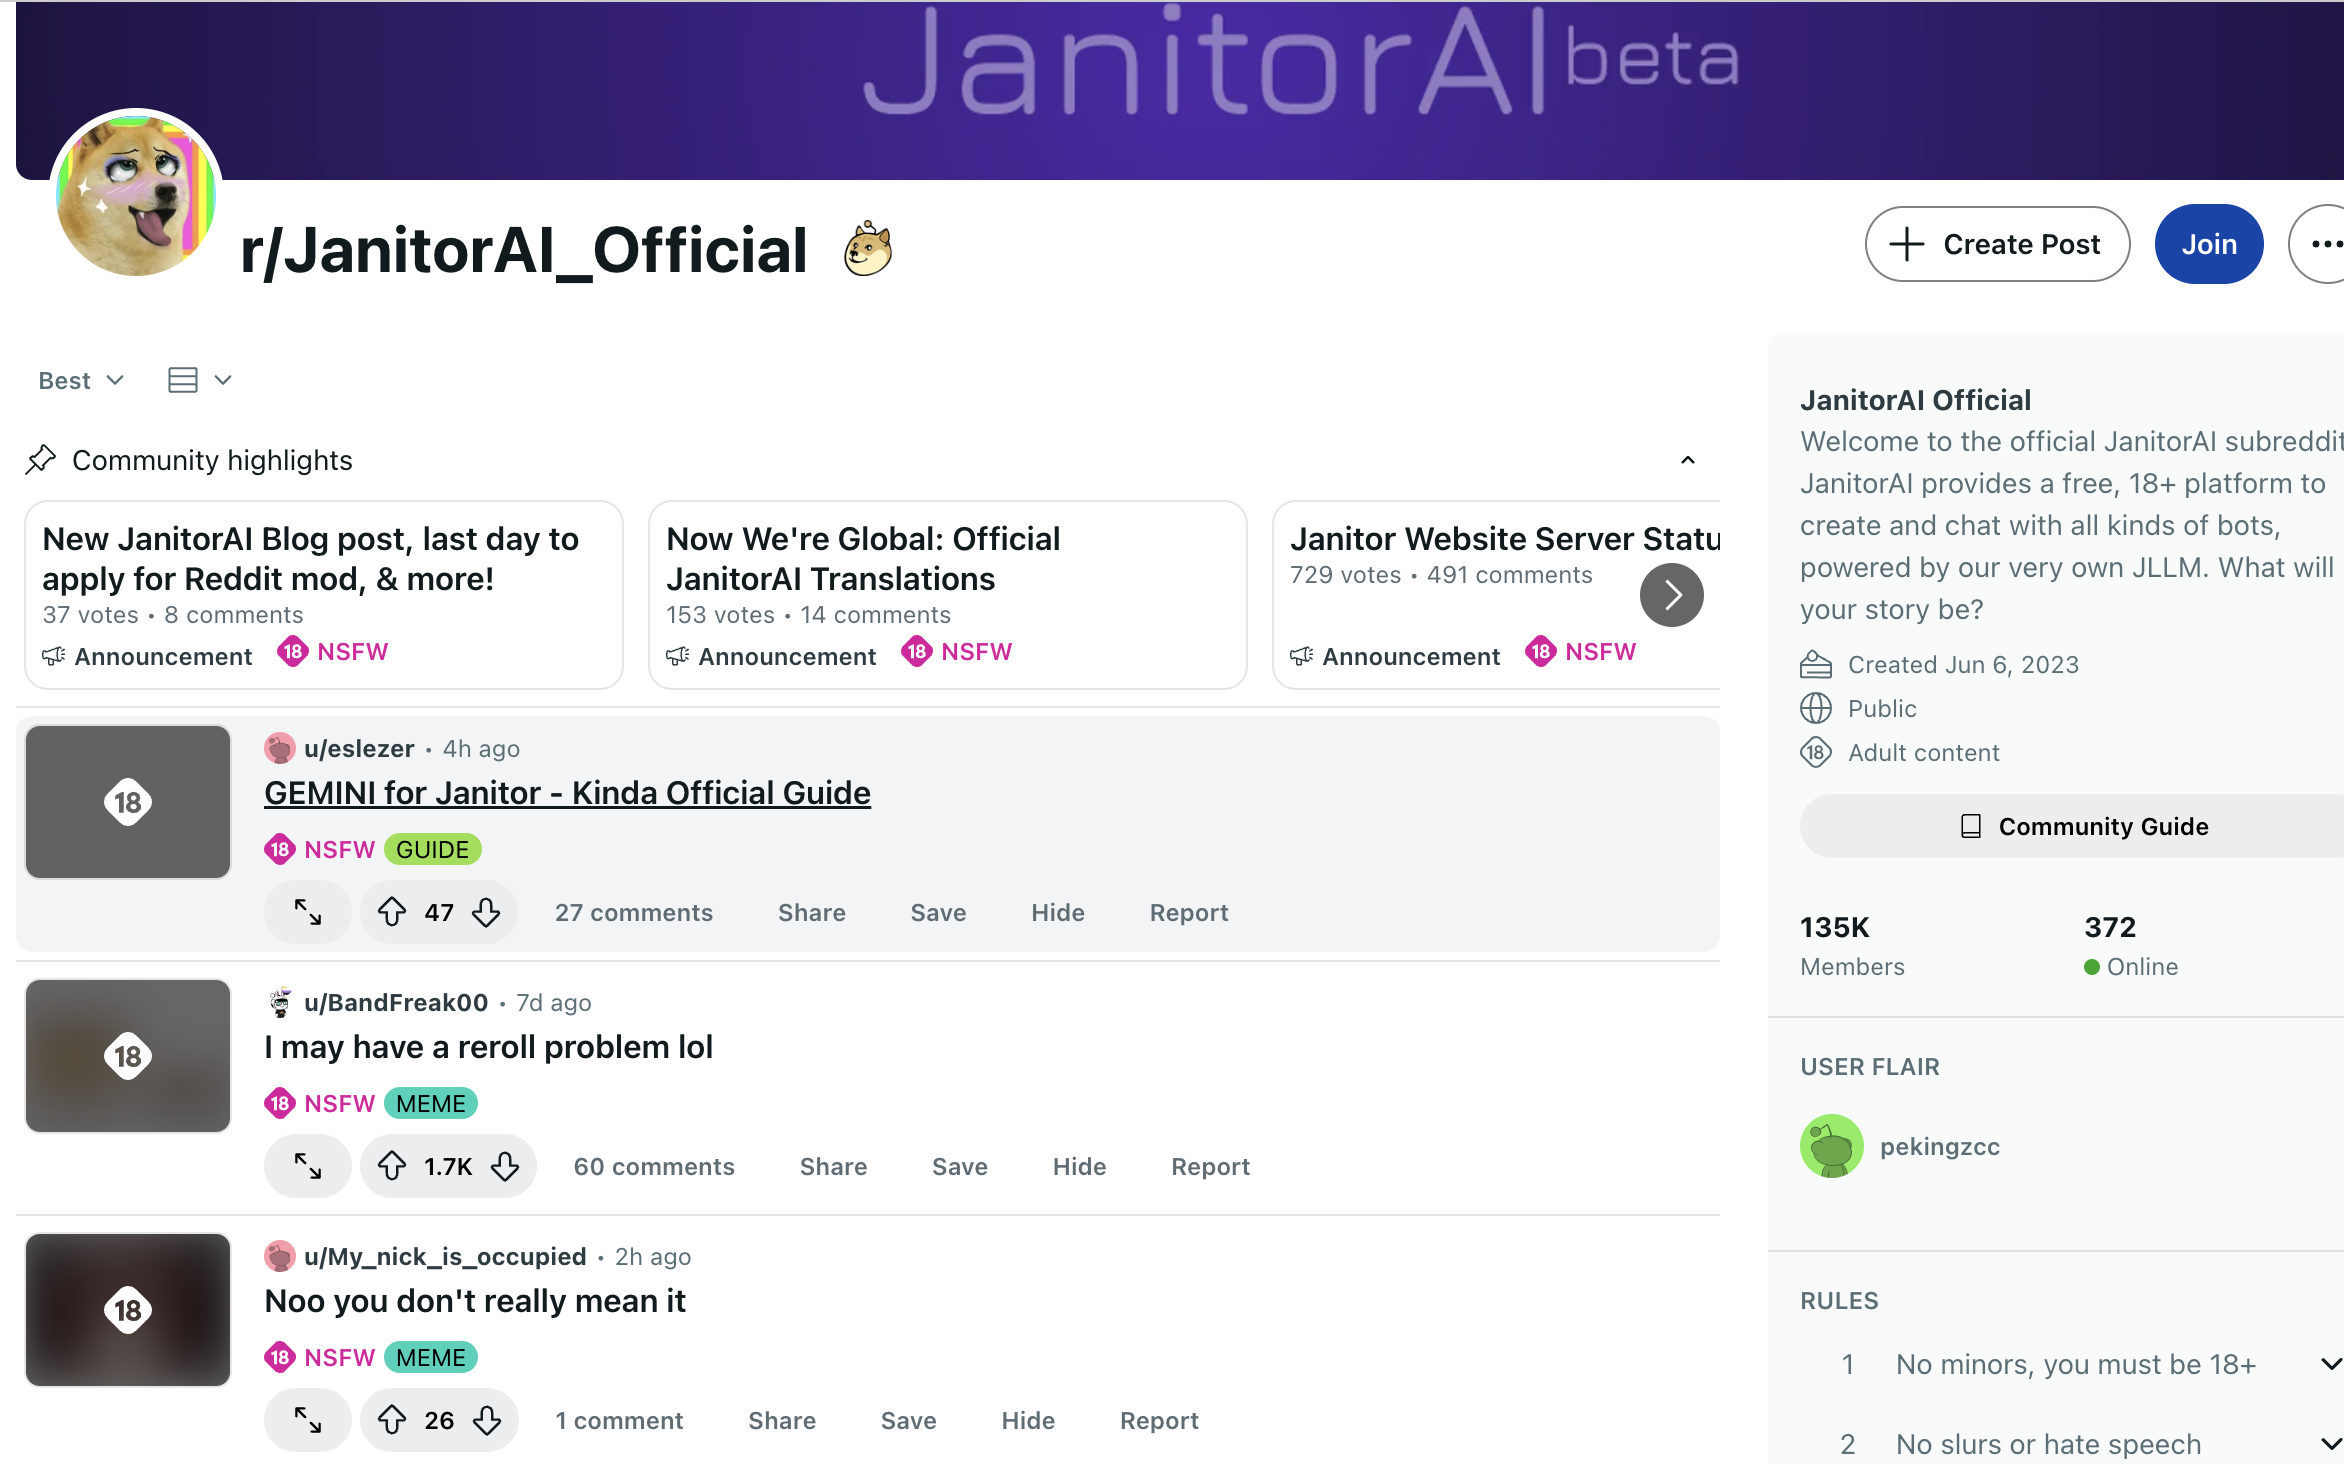 JanitorAI beta
r/JanitorAI_Official
Create Post
Join
Best
Community highlights
New JanitorAI Blog post, last day to
apply for Reddit mod, & more!
37 votes • 8 comments
Announcement 18 NSFW
Now We're Global: Official
JanitorAI Translations
153 votes • 14 comments
Announcement 18 NSFW
Janitor Website Server Statu
729 votes • 491 comments
Announcement 18 NSFW
18
u/eslezer • 4h ago
GEMINI for Janitor - Kinda Official Guide
18 NSFW GUIDE
47 27 comments Share Save Hide Report
18
u/BandFreak00 • 7d ago
I may have a reroll problem lol
18 NSFW MEME
1.7K 60 comments Share Save Hide Report
18
u/My_nick_is_occupied • 2h ago
Noo you don't really mean it
18 NSFW MEME
26 1 comment Share Save Hide Report
JanitorAI Official
Welcome to the official JanitorAI subreddit
JanitorAI provides a free, 18+ platform to
create and chat with all kinds of bots,
powered by our very own JLLM. What will
your story be?
Created Jun 6, 2023
Public
18 Adult content
Community Guide
135K 372
Members Online
USER FLAIR
pekingzcc
RULES
1 No minors, you must be 18+
2 No slurs or hate speech